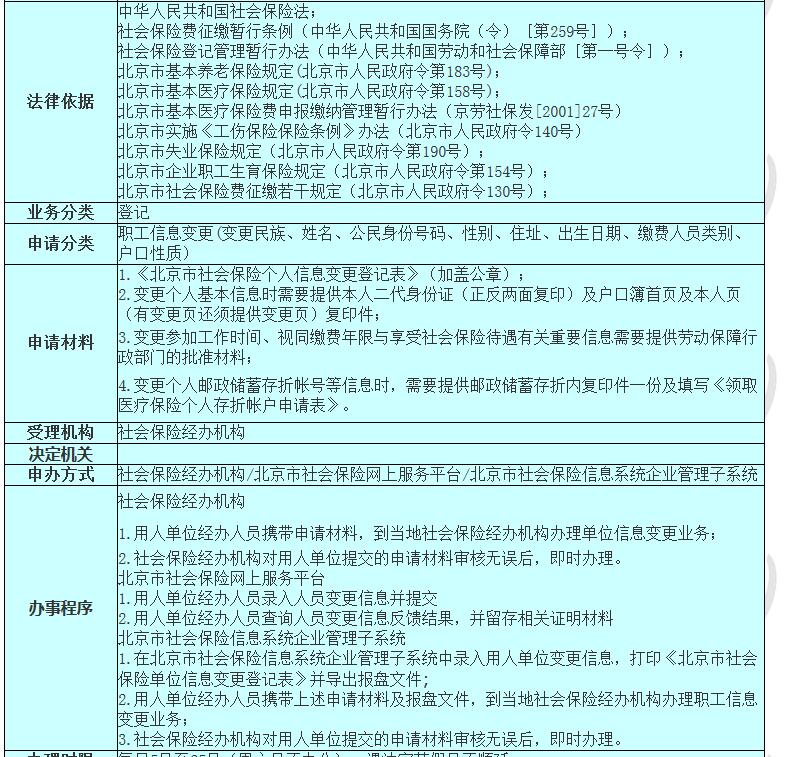 中华人民共和国社会保险法;
社会保险费征缴暂行条例（中华人民共和国国务院（令）［第259号］）;
社会保险登记管理暂行办法（中华人民共和国劳动和社会保障部［第一号令］）;
北京市基本养老保险规定(北京市人民政府令第183号);
北京市基本医疗保险规定(北京市人民政府令第158号);
北京市基本医疗保险费申报缴纳管理暂行办法（京劳社保发[2001]27号）
北京市实施《工伤保险保险条例》办法（北京市人民政府令140号）
北京市失业保险规定（北京市人民政府令第190号）;
北京市企业职工生育保险规定（北京市人民政府令第154号）;
北京市社会保险费征缴若干规定（北京市人民政府令130号）;
法律依据
业务分类 登记
申请分类
职工信息变更(变更民族、姓名、公民身份号码、性别、住址、出生日期、缴费人员类别、
户口性质)
申请材料
1.《北京市社会保险个人信息变更登记表》（加盖公章）;
2.变更个人基本信息时需要提供本人二代身份证（正反两面复印）及户口簿首页及本人页
（有变更页还须提供变更页）复印件;
3.变更参加工作时间、视同缴费年限与享受社会保险待遇有关重要信息需要提供劳动保障行
政部门的批准材料;
4.变更个人邮政储蓄存折帐号等信息时，需要提供邮政储蓄存折内复印件一份及填写《领取
医疗保险个人存折帐户申请表》。
受理机构 社会保险经办机构
决定机关
申办方式 社会保险经办机构/北京市社会保险网上服务平台/北京市社会保险信息系统企业管理子系统
办事程序
社会保险经办机构
1.用人单位经办人员携带申请材料，到当地社会保险经办机构办理单位信息变更业务;
2.社会保险经办机构对用人单位提交的申请材料审核无误后，即时办理。
北京市社会保险网上服务平台
1.用人单位经办人员录入人员变更信息并提交
2.用人单位经办人员查询人员变更信息反馈结果，并留存相关证明材料
北京市社会保险信息系统企业管理子系统
1.在北京市社会保险信息系统企业管理子系统中录入用人单位变更信息，打印《北京市社会
保险单位信息变更登记表》并导出报盘文件;
2.用人单位经办人员携带上述申请材料及报盘文件，到当地社会保险经办机构办理职工信息
变更业务;
3.社会保险经办机构对用人单位提交的申请材料审核无误后，即时办理。